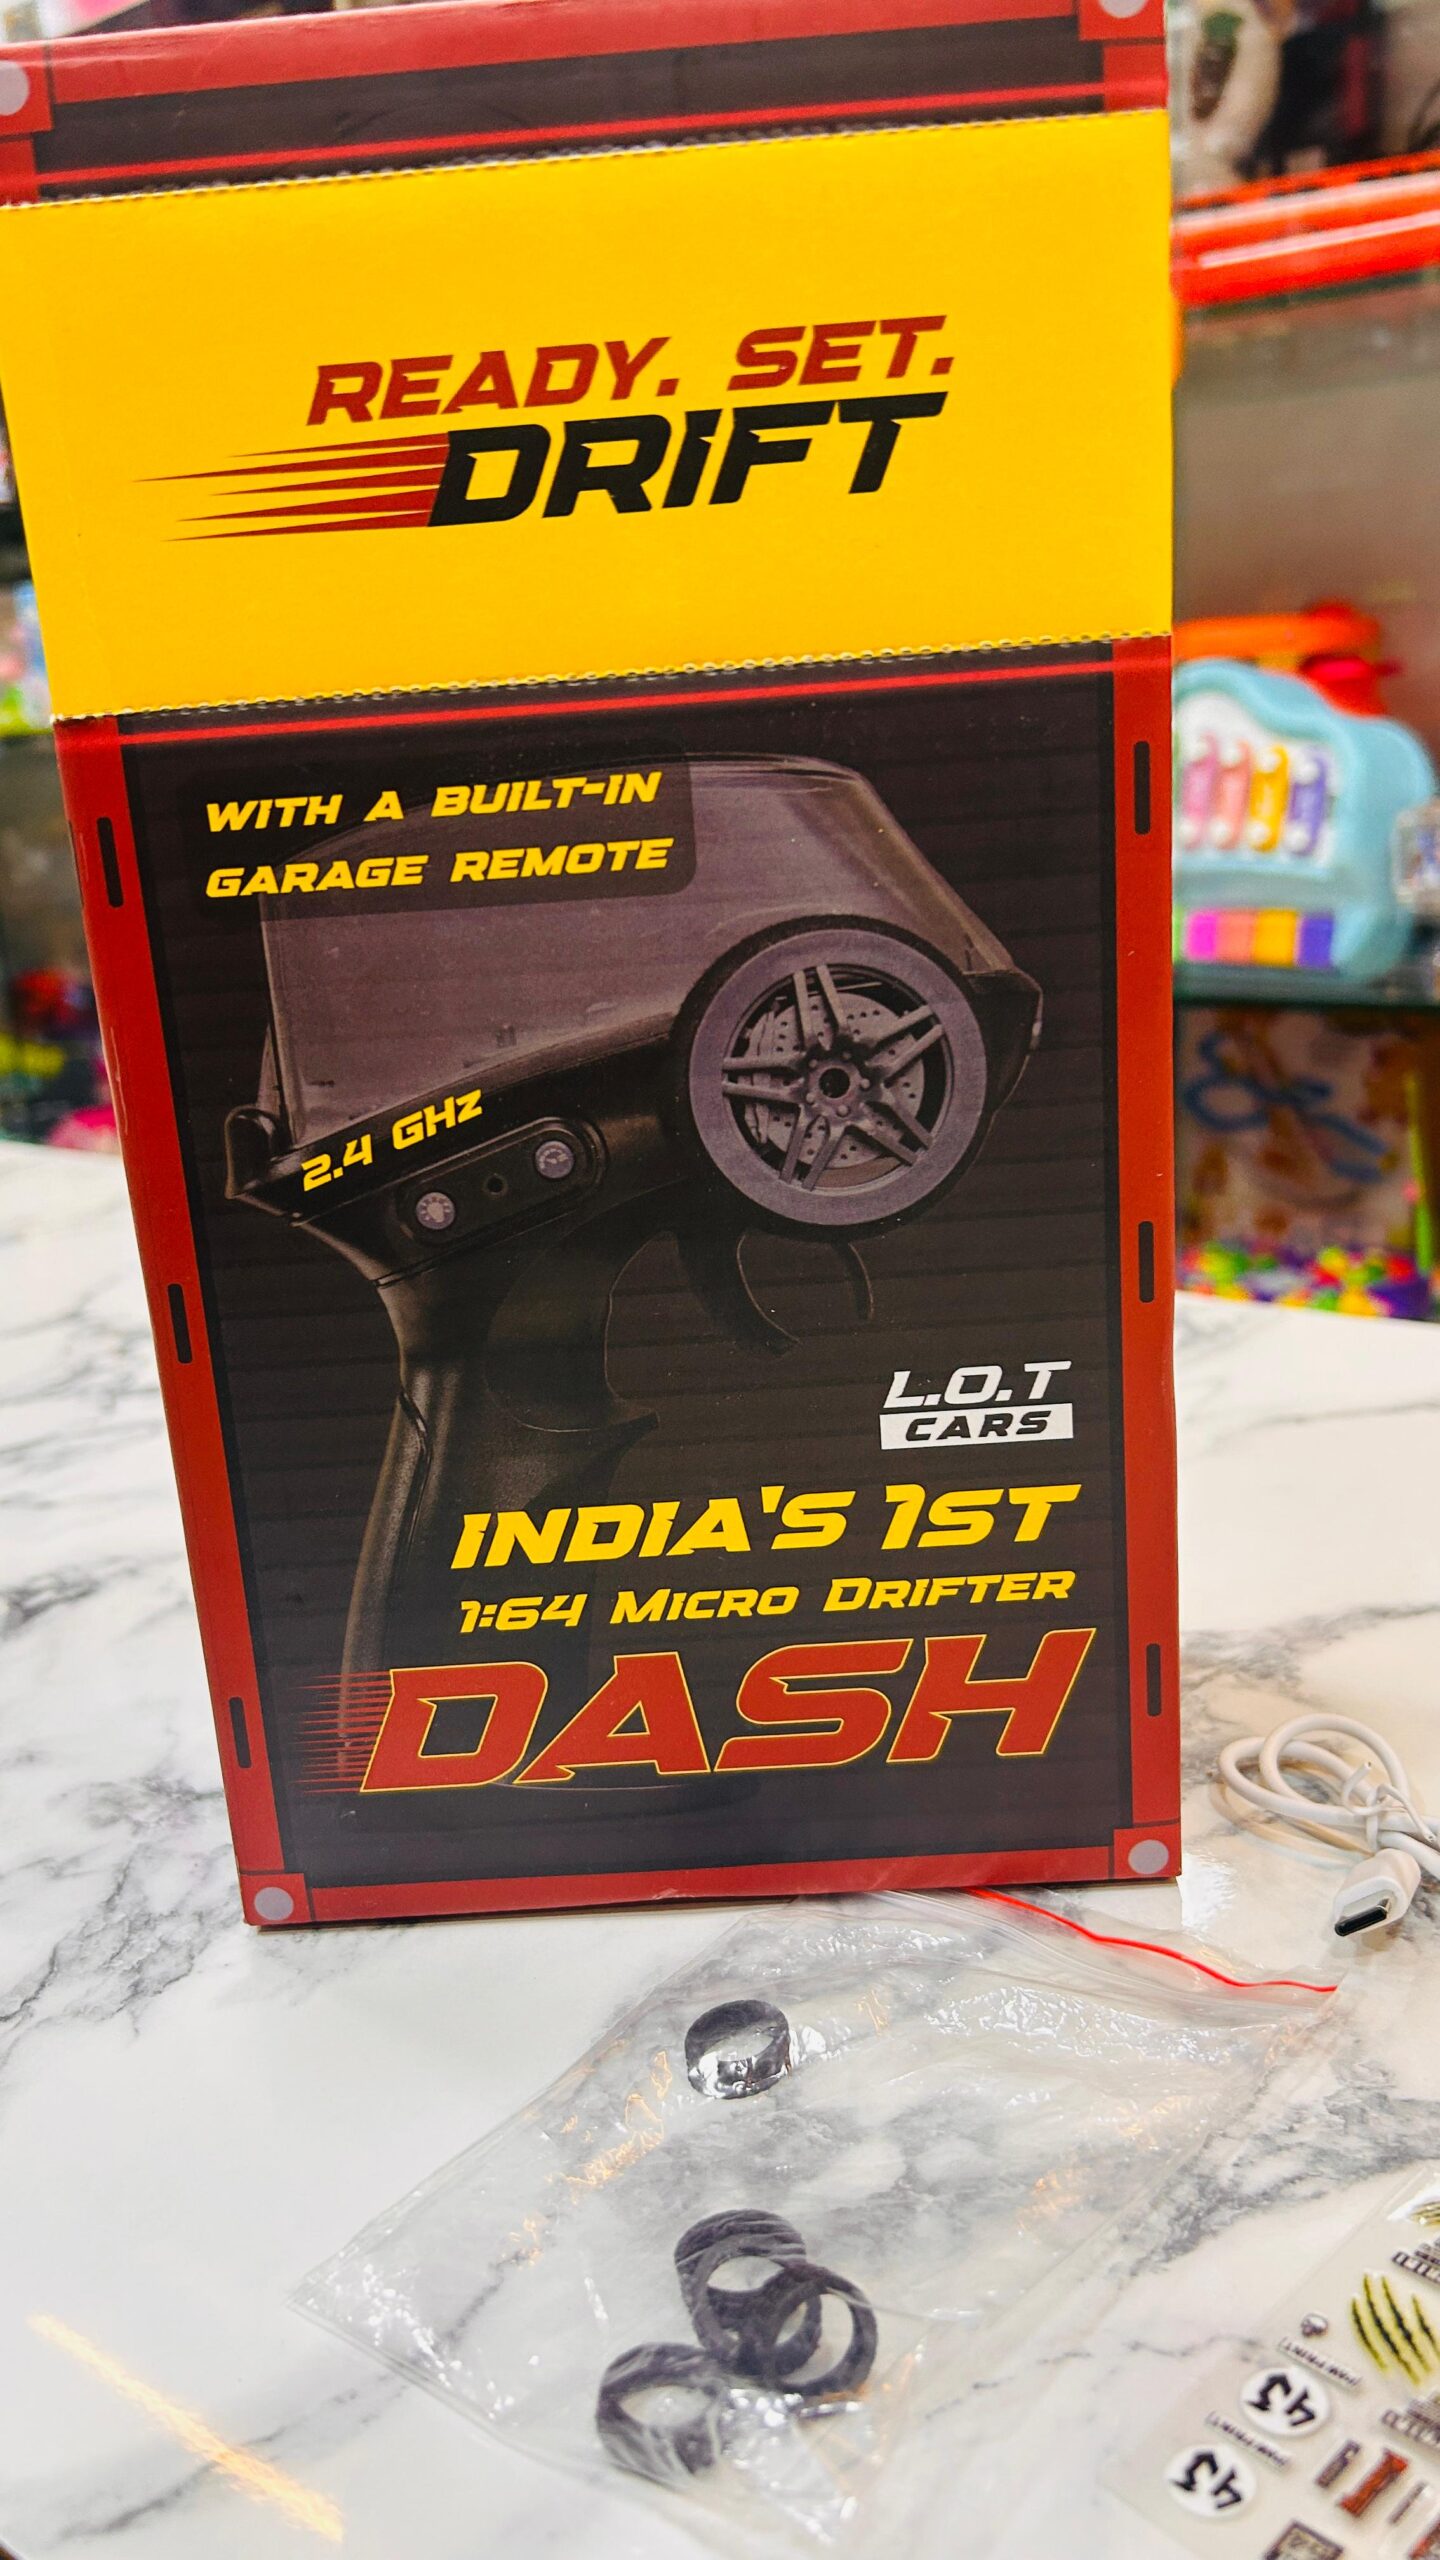 READY. SET.
DRIFT
WITH A BUILT-IN
GARAGE REMOTE
2.4 GHz
L.O.T
CARS
INDIA'S 1ST
1:64 MICRO DRIFTER
DASH
43
43